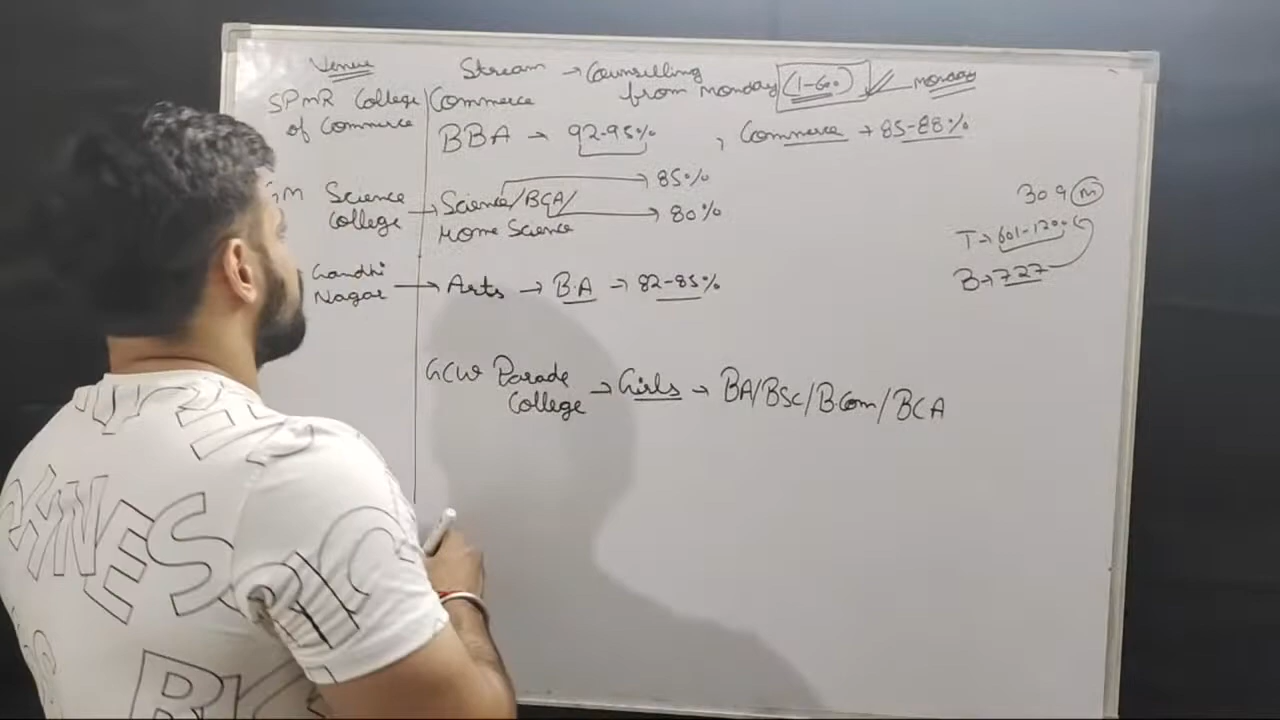 Venue
Stream → Counselling
from Monday (1-600) ✓ Monday
SPMR College
of Commerce
Commerce
BBA → 92-95% , Commerce → 85-88%
GM Science
College → Science/BCA/
Home Science
→ 85%
→ 80%
309 (M)
T → 601-1200
B → 727
Gandhi
Nagar → Arts → B.A → 82-85%
GCW Parade
College → Girls → BA/BSC/B.Com/BCA